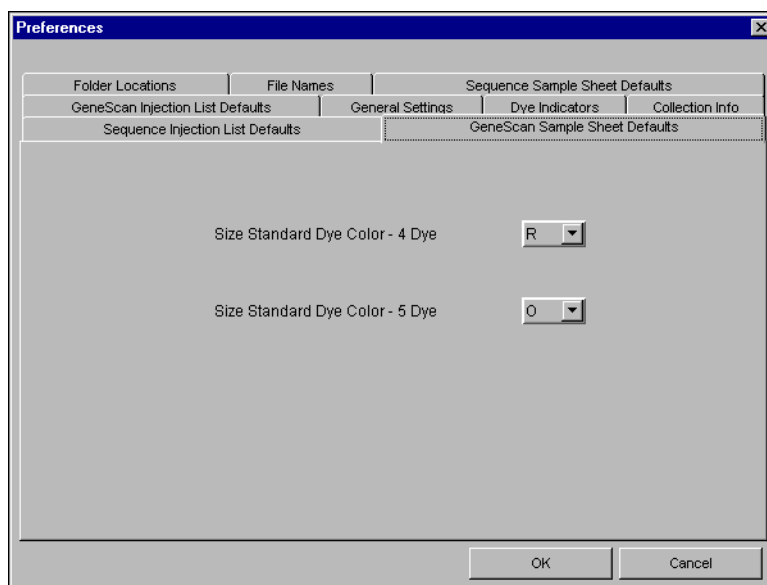 Preferences
Folder Locations File Names Sequence Sample Sheet Defaults
GeneScan Injection List Defaults General Settings Dye Indicators Collection Info
Sequence Injection List Defaults GeneScan Sample Sheet Defaults
Size Standard Dye Color - 4 Dye R
Size Standard Dye Color - 5 Dye O
OK Cancel